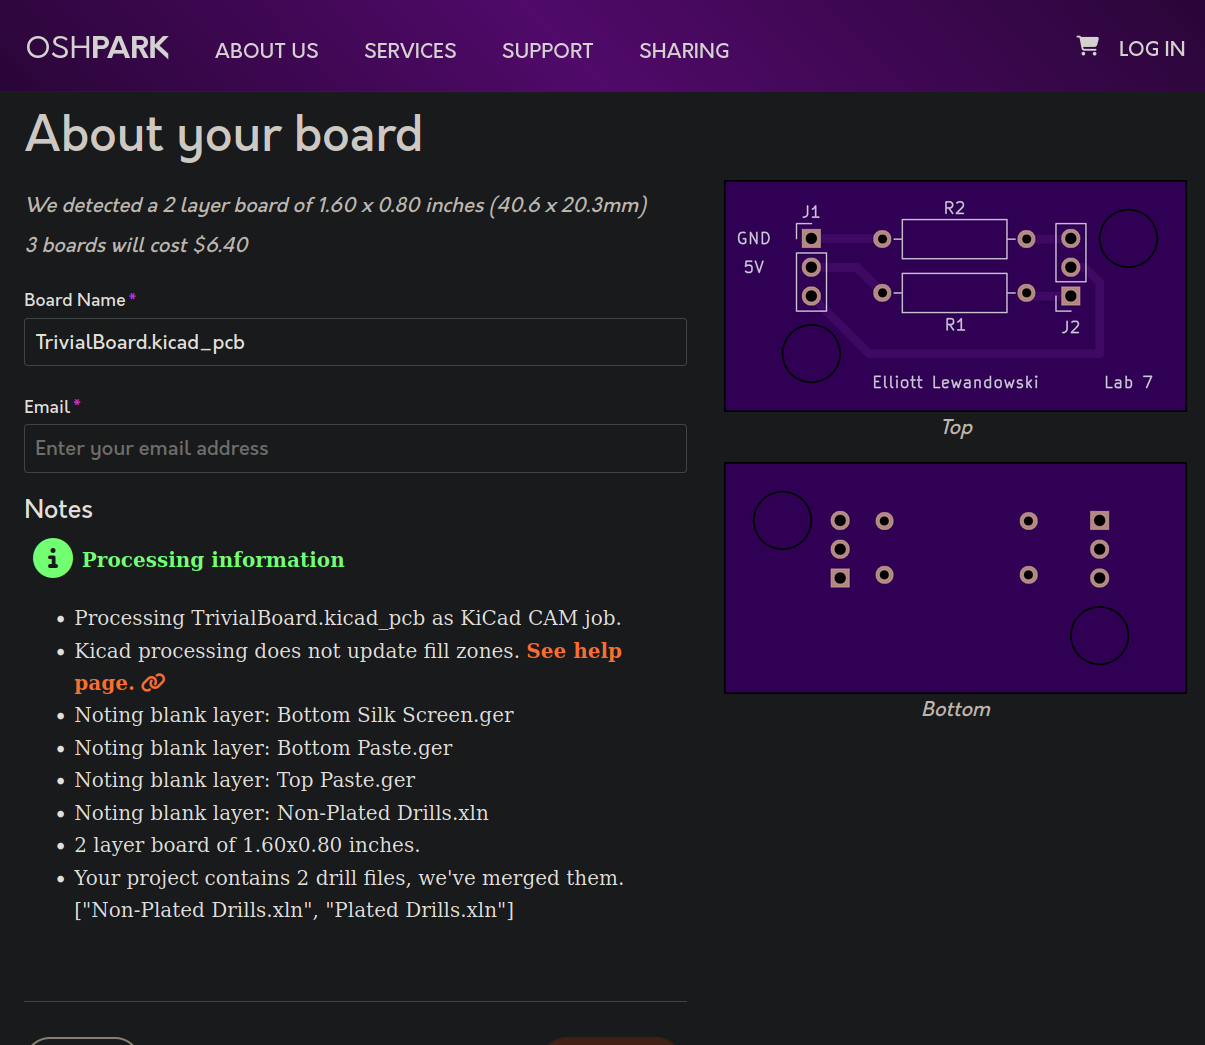 OSHPARK ABOUT US SERVICES SUPPORT SHARING LOG IN
About your board
We detected a 2 layer board of 1.60 x 0.80 inches (40.6 x 20.3mm)
3 boards will cost $6.40
Board Name *
TrivialBoard.kicad_pcb
Email *
Enter your email address
Notes
i Processing information
• Processing TrivialBoard.kicad_pcb as KiCad CAM job.
• Kicad processing does not update fill zones. See help
page.
• Noting blank layer: Bottom Silk Screen.ger
• Noting blank layer: Bottom Paste.ger
• Noting blank layer: Top Paste.ger
• Noting blank layer: Non-Plated Drills.xln
• 2 layer board of 1.60x0.80 inches.
• Your project contains 2 drill files, we've merged them.
["Non-Plated Drills.xln", "Plated Drills.xln"]
J1
R2
GND
5V
R1
J2
Elliott Lewandowski Lab 7
Top
Bottom